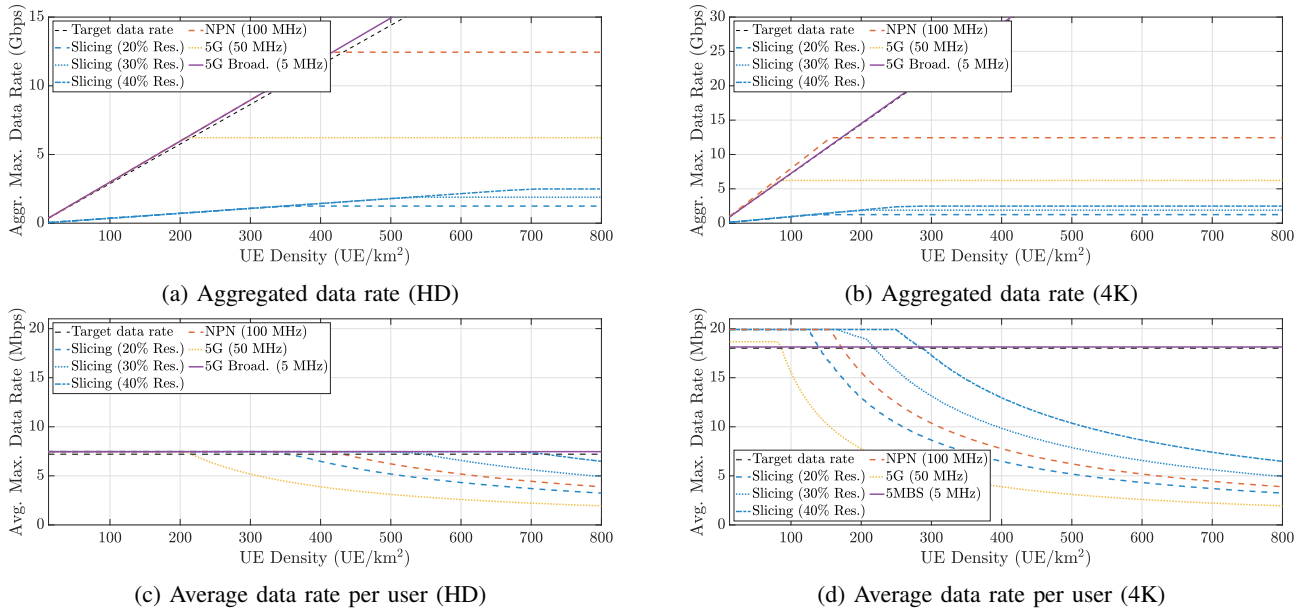 Aggr. Max. Data Rate (Gbps)
15
10
5
0
Target data rate
Slicing (20% Res.)
Slicing (30% Res.)
Slicing (40% Res.)
NPN (100 MHz)
5G (50 MHz)
5G Broad. (5 MHz)
100 200 300 400 500 600 700 800
UE Density (UE/km²)
(a) Aggregated data rate (HD)
Aggr. Max. Data Rate (Gbps)
30
25
20
15
10
5
0
Target data rate
Slicing (20% Res.)
Slicing (30% Res.)
Slicing (40% Res.)
NPN (100 MHz)
5G (50 MHz)
5G Broad. (5 MHz)
100 200 300 400 500 600 700 800
UE Density (UE/km²)
(b) Aggregated data rate (4K)
Avg. Max. Data Rate (Mbps)
20
15
10
5
0
Target data rate
Slicing (20% Res.)
Slicing (30% Res.)
Slicing (40% Res.)
NPN (100 MHz)
5G (50 MHz)
5G Broad. (5 MHz)
100 200 300 400 500 600 700 800
UE Density (UE/km²)
(c) Average data rate per user (HD)
Avg. Max. Data Rate (Mbps)
20
15
10
5
0
Target data rate
Slicing (20% Res.)
Slicing (30% Res.)
Slicing (40% Res.)
NPN (100 MHz)
5G (50 MHz)
5MBS (5 MHz)
100 200 300 400 500 600 700 800
UE Density (UE/km²)
(d) Average data rate per user (4K)